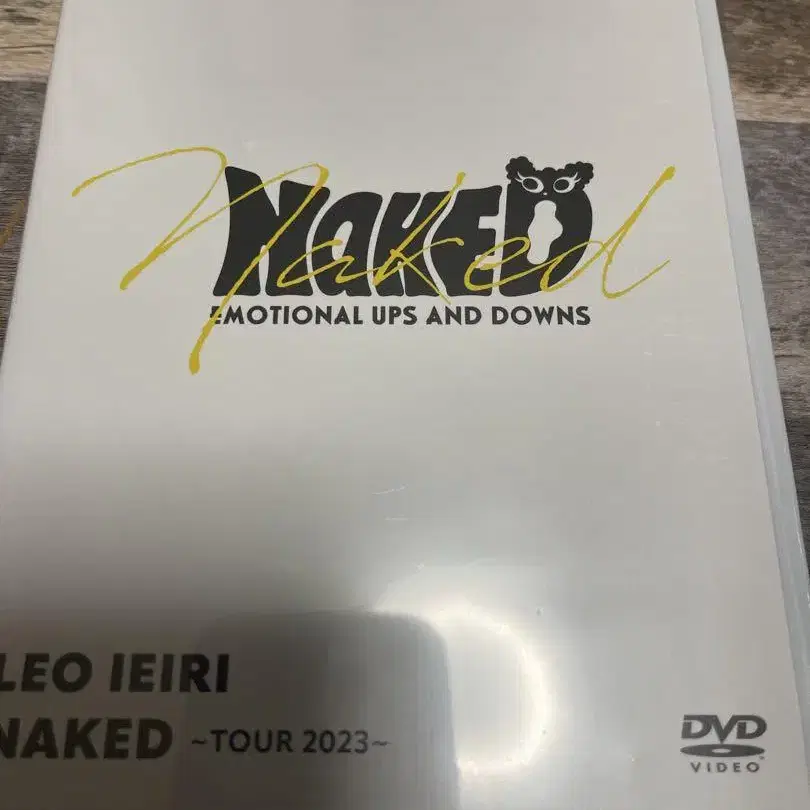 NAKED
naked
EMOTIONAL UPS AND DOWNS
LEO IEIRI
NAKED ~TOUR 2023~
DVD
VIDEO